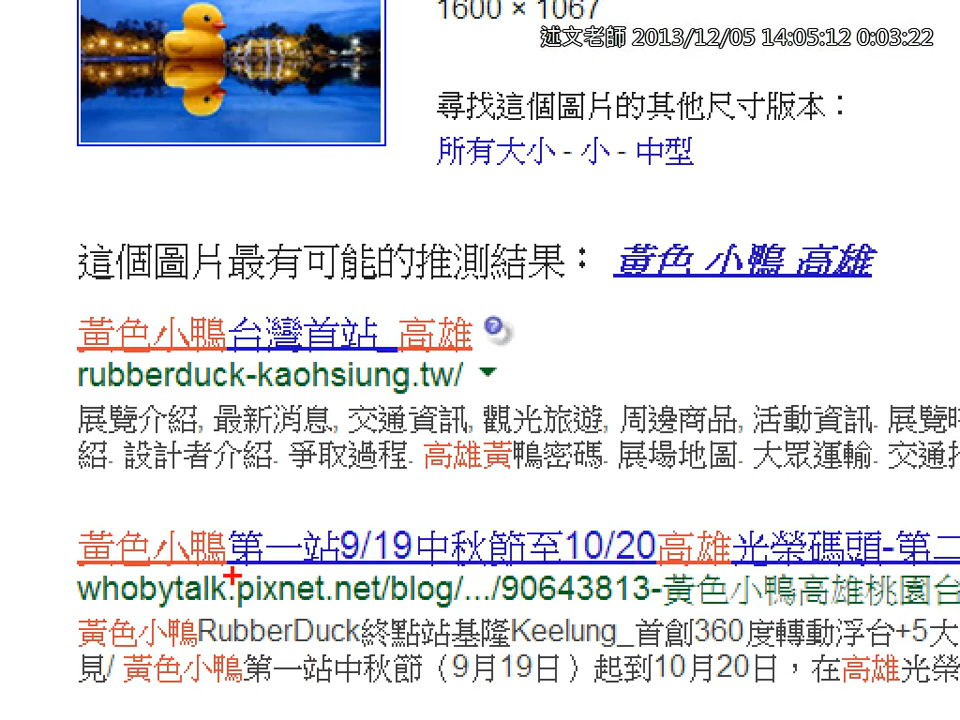 1600 × 1067
述文老師 2013/12/05 14:05:12 0:03:22
尋找這個圖片的其他尺寸版本：
所有大小 - 小 - 中型
這個圖片最有可能的推測結果： 黃色 小鴨 高雄
黃色小鴨台灣首站_高雄
rubberduck-kaohsiung.tw/
展覽介紹, 最新消息, 交通資訊, 觀光旅遊, 周邊商品, 活動資訊. 展覽時
紹. 設計者介紹. 爭取過程. 高雄黃鴨密碼. 展場地圖. 大眾運輸. 交通
黃色小鴨第一站9/19中秋節至10/20高雄光榮碼頭-第二
whobytalk.pixnet.net/blog/.../90643813-黃色小鴨高雄桃園台
黃色小鴨RubberDuck終點站基隆Keelung_首創360度轉動浮台+5大
見/ 黃色小鴨第一站中秋節（9月19日）起到10月20日，在高雄光榮